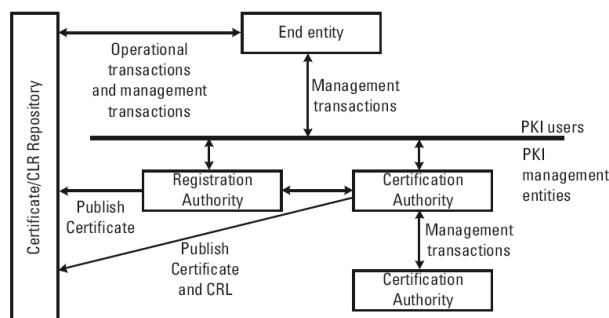 Certificate/CLR Repository
End entity
Operational
transactions
and management
transactions
Management
transactions
PKI users
PKI
management
entities
Registration
Authority
Certification
Authority
Publish
Certificate
Publish
Certificate
and CRL
Management
transactions
Certification
Authority